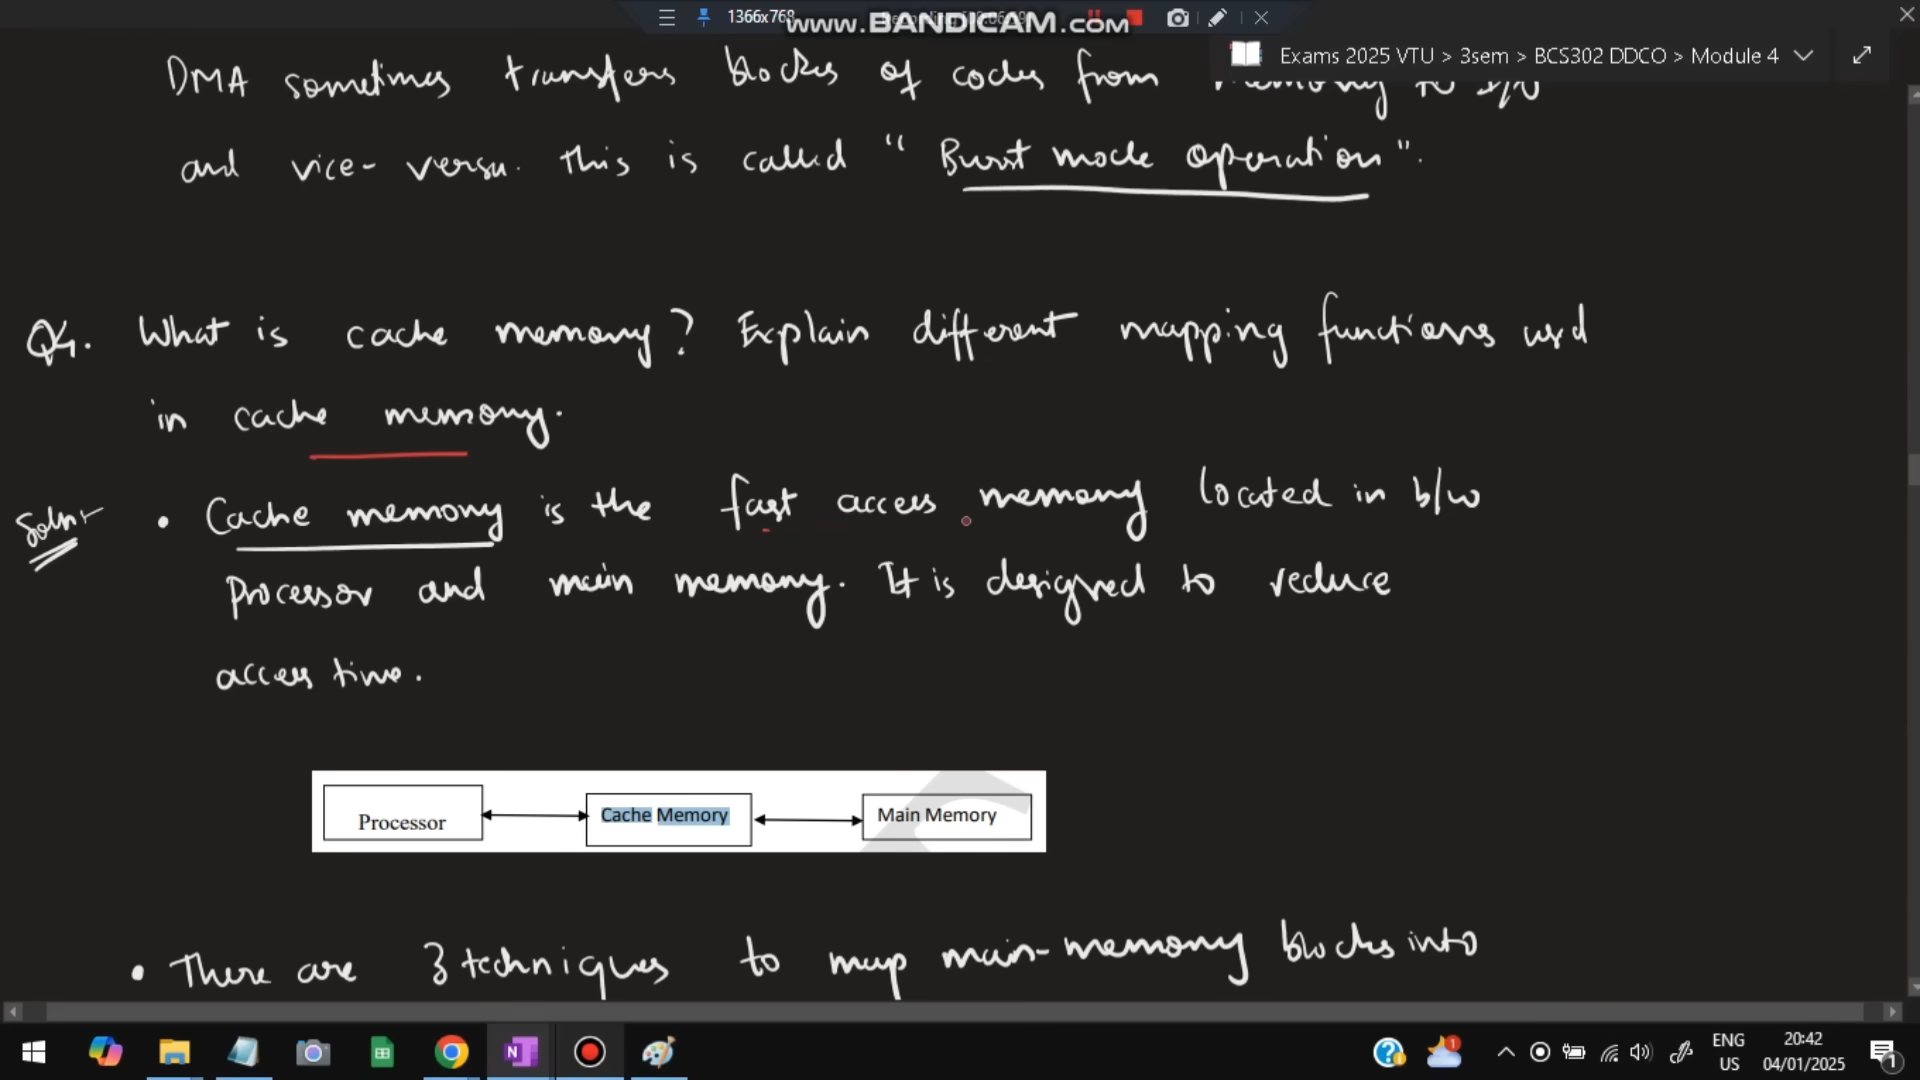 1366x768
www.BANDICAM.com
Exams 2025 VTU > 3sem > BCS302 DDCO > Module 4
DMA sometimes transfers blocks of codes from memory to I/O
and vice-versa. This is called "Burst mode operation".
Q4. What is cache memory? Explain different mapping functions used
in cache memory.
Soln:- • Cache memory is the fast access memory located in b/w
processor and main memory. It is designed to reduce
access time.
Processor Cache Memory Main Memory
• There are 3 techniques to map main-memory blocks into
ENG 20:42
US 04/01/2025 1